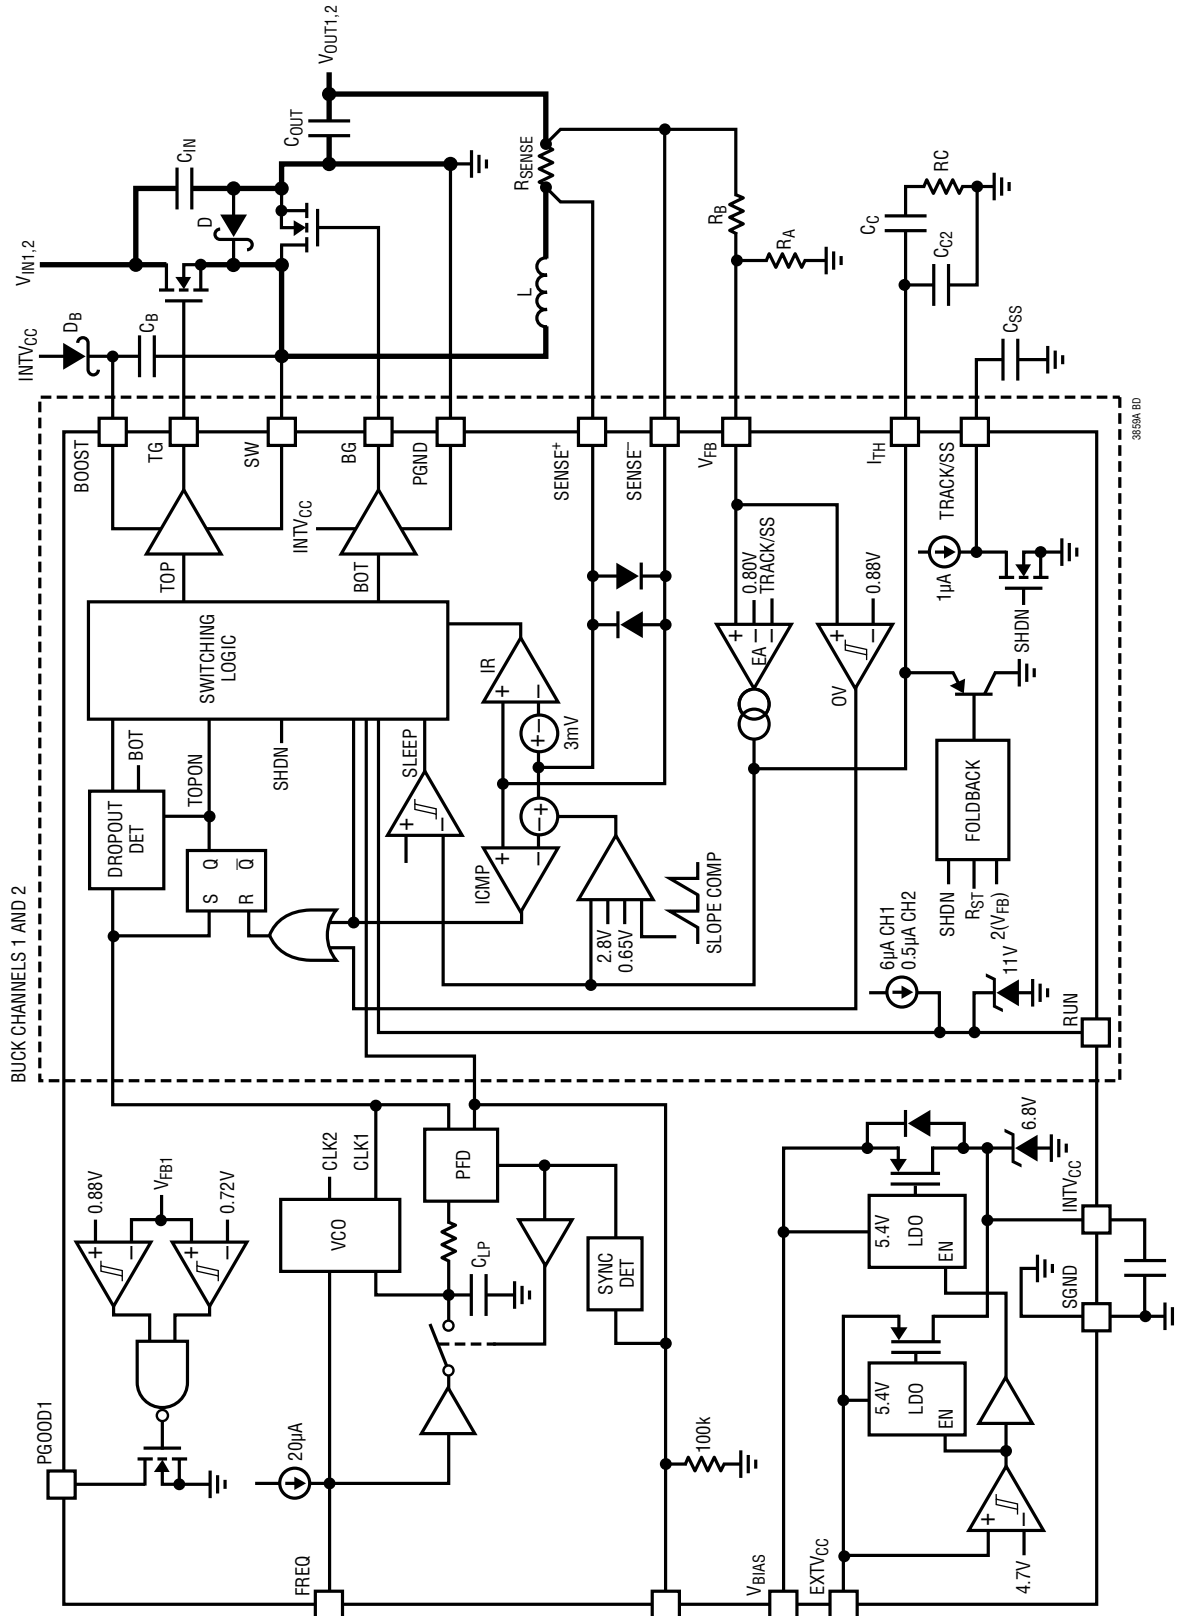 V_IN1,2
INTV_CC
D_B
C_B
D
C_IN
C_OUT
V_OUT1,2
R_SENSE
L
R_B
R_A
C_C
RC
C_C2
C_SS
BUCK CHANNELS 1 AND 2
BOOST
TG
SW
BG
PGND
SENSE+
SENSE–
V_FB
I_TH
TRACK/SS
3859A BD
TOP
INTV_CC
BOT
SWITCHING
LOGIC
DROPOUT
DET
BOT
TOPON
S Q
R Q̅
SHDN
SLEEP
+
–
IR
+
–
+ –
3mV
– +
ICMP
+
–
2.8V
0.65V
SLOPE COMP
EA
+
–
–
0.80V
TRACK/SS
OV
+
–
0.88V
1µA
SHDN
FOLDBACK
SHDN
R_ST
2(V_FB)
6µA CH1
0.5µA CH2
11V
RUN
PGOOD1
0.88V
V_FB1
0.72V
+
–
+
–
VCO
CLK2
CLK1
PFD
C_LP
SYNC
DET
20µA
FREQ
100k
V_BIAS
EXTV_CC
4.7V
+
–
5.4V
LDO
EN
5.4V
LDO
EN
6.8V
SGND
INTV_CC